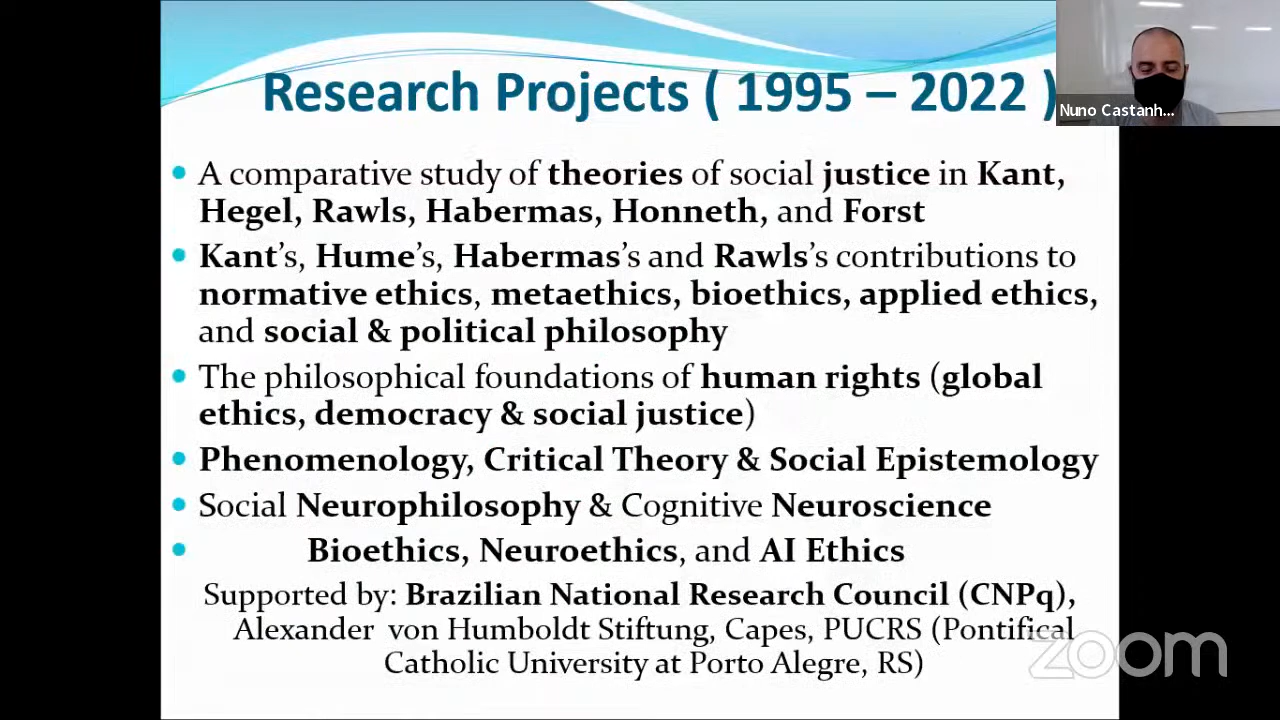 Research Projects ( 1995 – 2022 )
Nuno Castanh...
• A comparative study of theories of social justice in Kant,
Hegel, Rawls, Habermas, Honneth, and Forst
• Kant's, Hume's, Habermas's and Rawls's contributions to
normative ethics, metaethics, bioethics, applied ethics,
and social & political philosophy
• The philosophical foundations of human rights (global
ethics, democracy & social justice)
• Phenomenology, Critical Theory & Social Epistemology
• Social Neurophilosophy & Cognitive Neuroscience
• Bioethics, Neuroethics, and AI Ethics
Supported by: Brazilian National Research Council (CNPq),
Alexander von Humboldt Stiftung, Capes, PUCRS (Pontifical
Catholic University at Porto Alegre, RS)
zoom